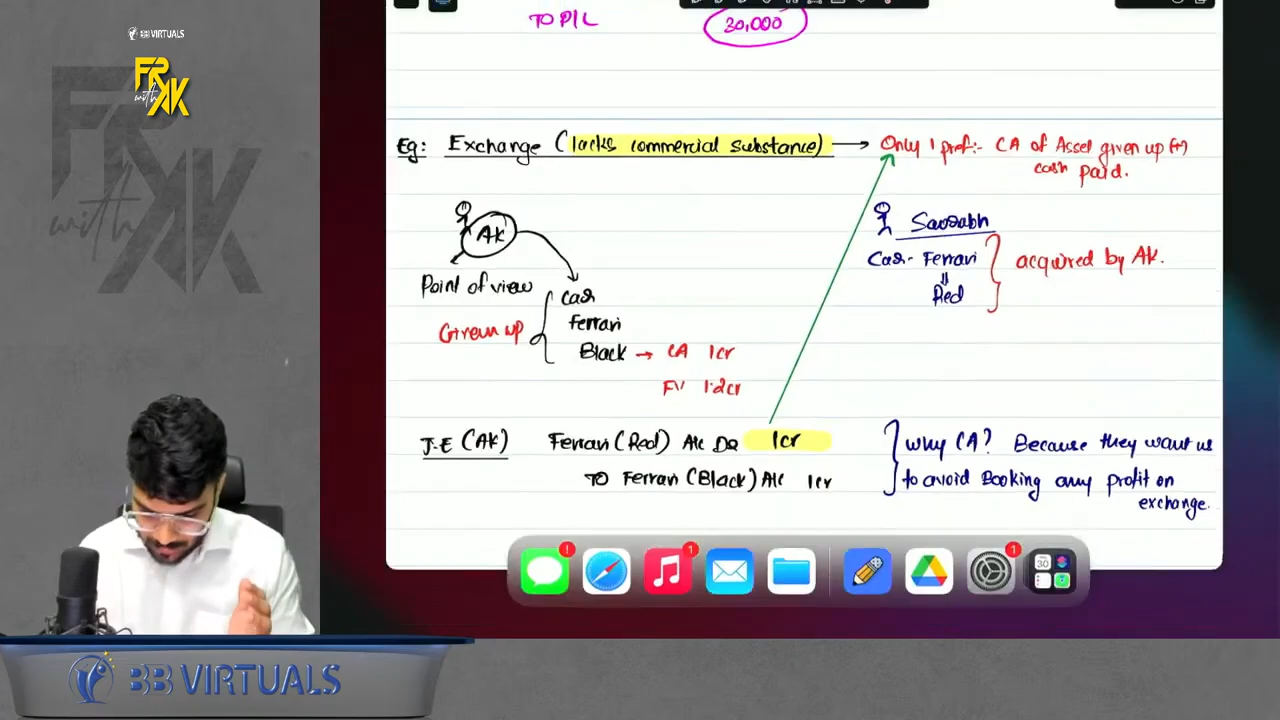 BB VIRTUALS
FR
with
AK
TO P/L
30,000
Eg: Exchange (lacks commercial substance) → Only 1 pref:- CA of Asset given up (+)
cash paid.
AK
Point of view
Given up
Car
Ferrari
Black → CA 1cr
FV 1.2cr
Saurabh
Car - Ferrari
Red
acquired by AK.
J.E (AK) Ferrari (Red) A/c DR 1cr
TO Ferrari (Black) A/c 1cr
Why CA? Because they want us
to avoid Booking any profit on
exchange.
BB VIRTUALS